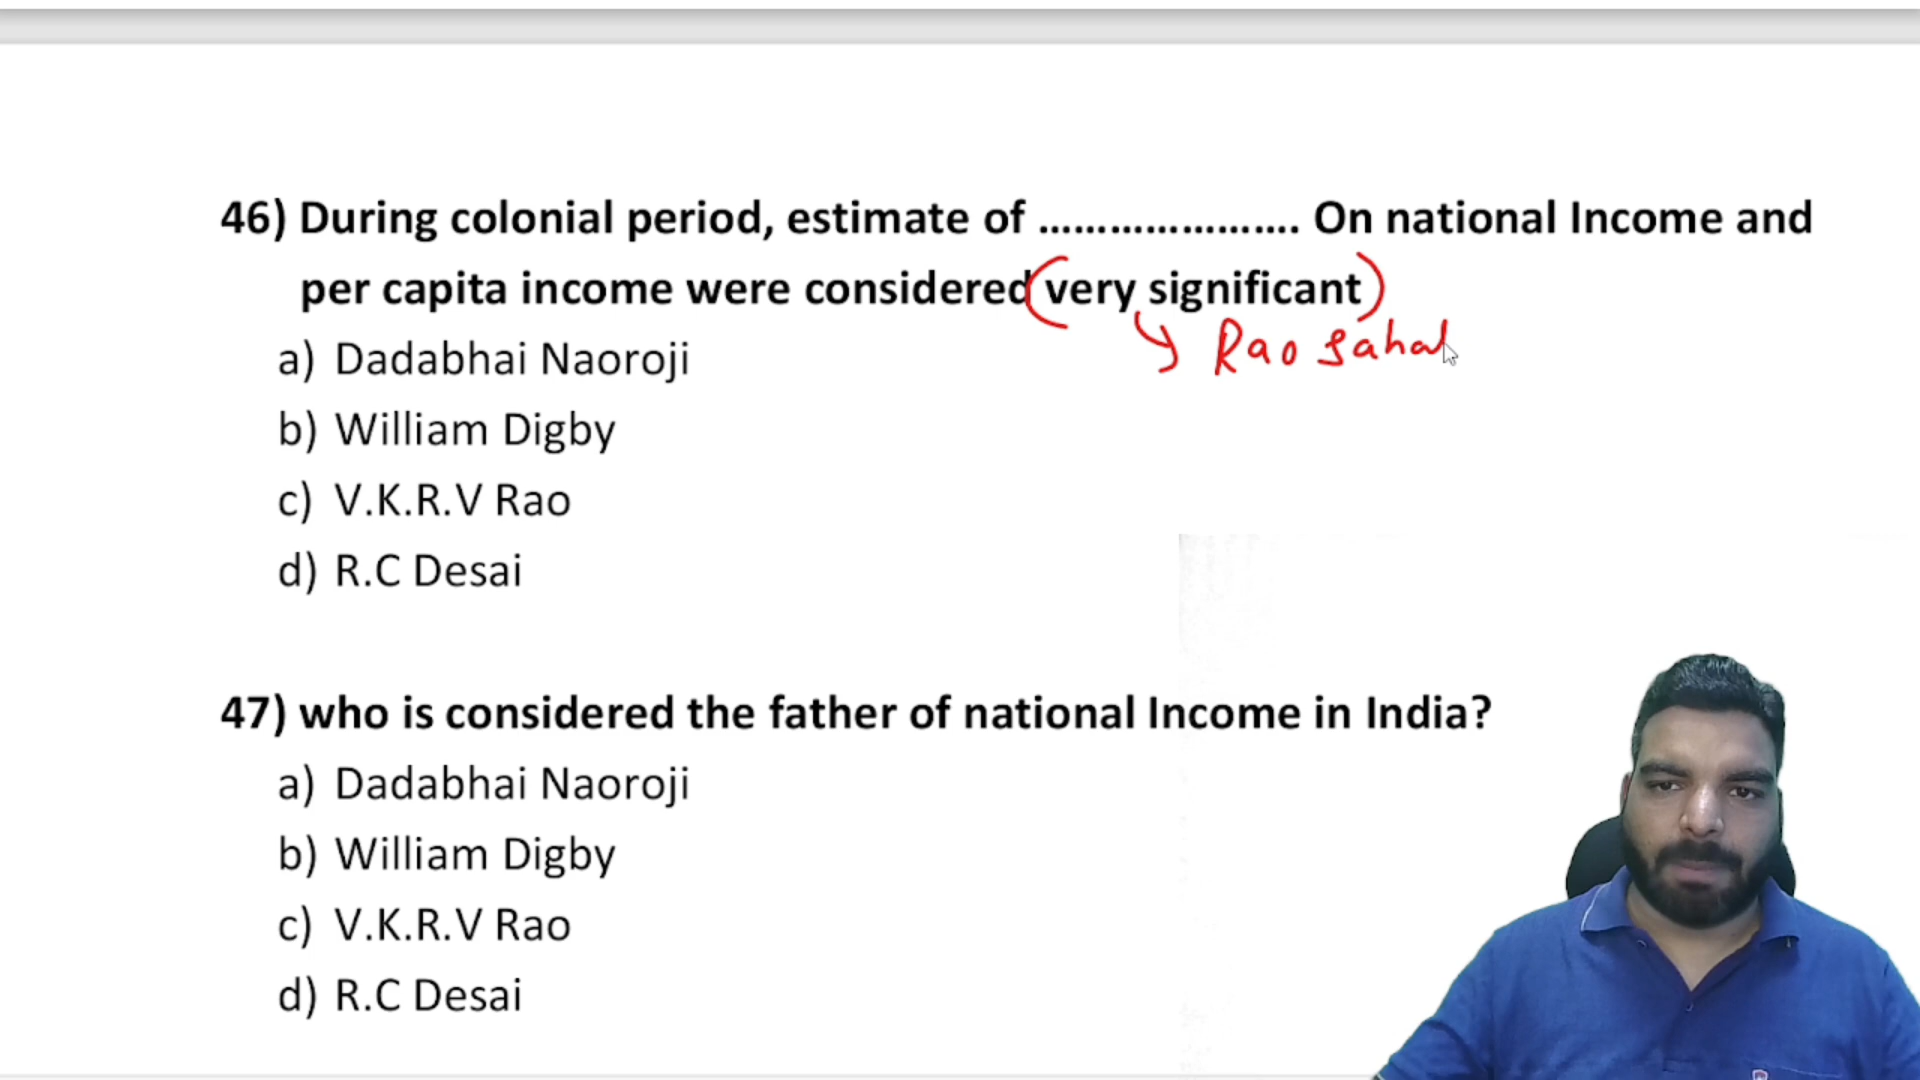 46) During colonial period, estimate of ...................... On national Income and
per capita income were considered (very significant)
Rao Sahab
a) Dadabhai Naoroji
b) William Digby
c) V.K.R.V Rao
d) R.C Desai
47) who is considered the father of national Income in India?
a) Dadabhai Naoroji
b) William Digby
c) V.K.R.V Rao
d) R.C Desai